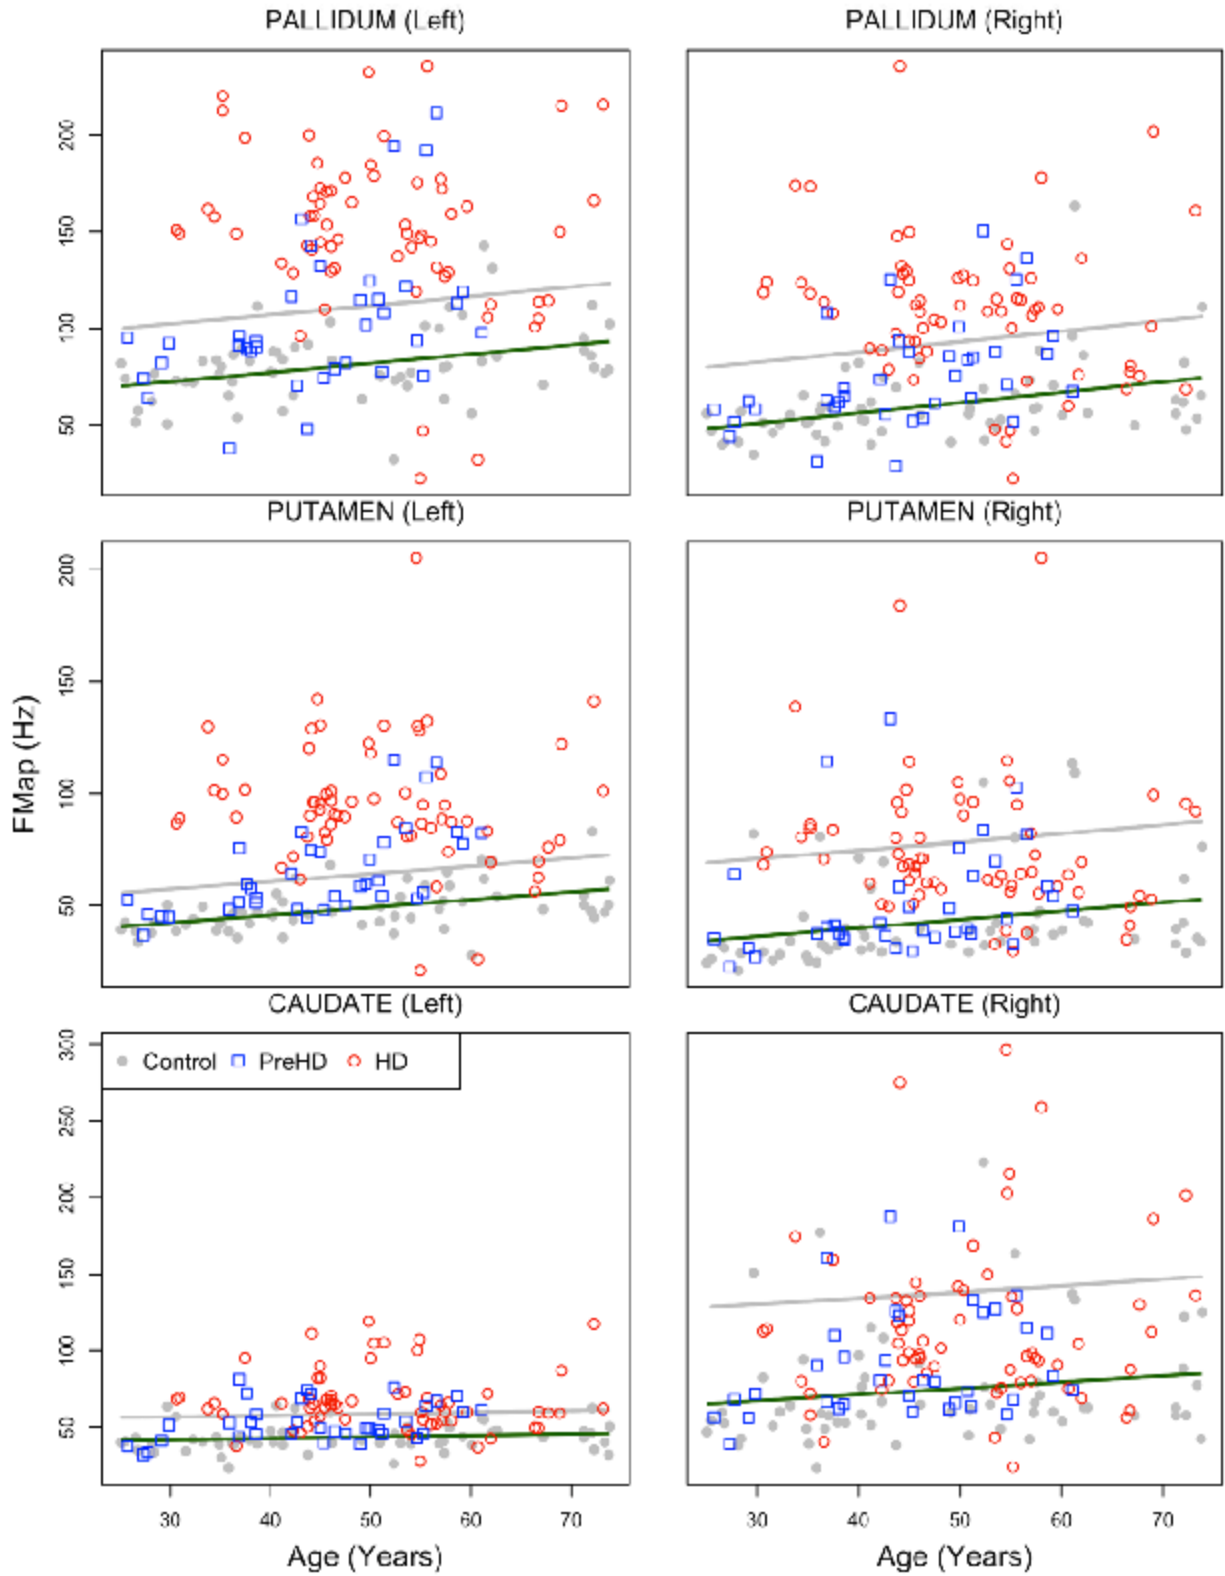 PALLIDUM (Left)
PALLIDUM (Right)
50 100 150 200
PUTAMEN (Left)
PUTAMEN (Right)
FMap (Hz)
50 100 150 200
CAUDATE (Left)
CAUDATE (Right)
Control PreHD HD
50 100 150 200 250 300
30 40 50 60 70
30 40 50 60 70
Age (Years)
Age (Years)